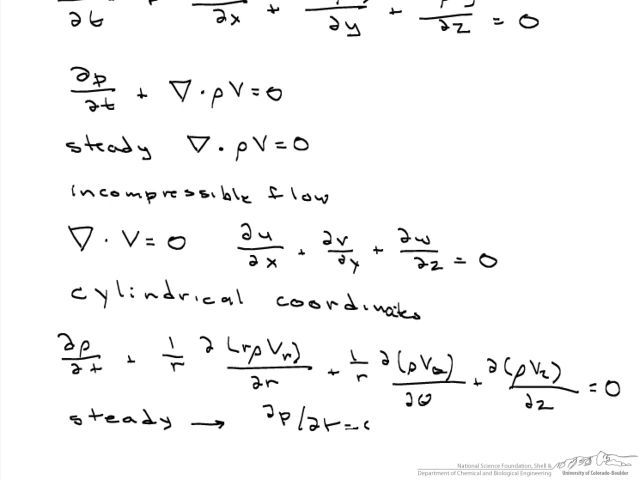 ∂t ∂x + ∂y + ∂z = 0
∂ρ/∂t + ∇·ρV=0
steady ∇·ρV=0
incompressible flow
∇·V=0 ∂u/∂x + ∂v/∂y + ∂w/∂z = 0
cylindrical coordinates
∂ρ/∂t + 1/r ∂(rρVr)/∂r + 1/r ∂(ρVθ)/∂θ + ∂(ρVz)/∂z = 0
steady → ∂ρ/∂t=
National Science Foundation, Shell &
Department of Chemical and Biological Engineering
University of Colorado-Boulder